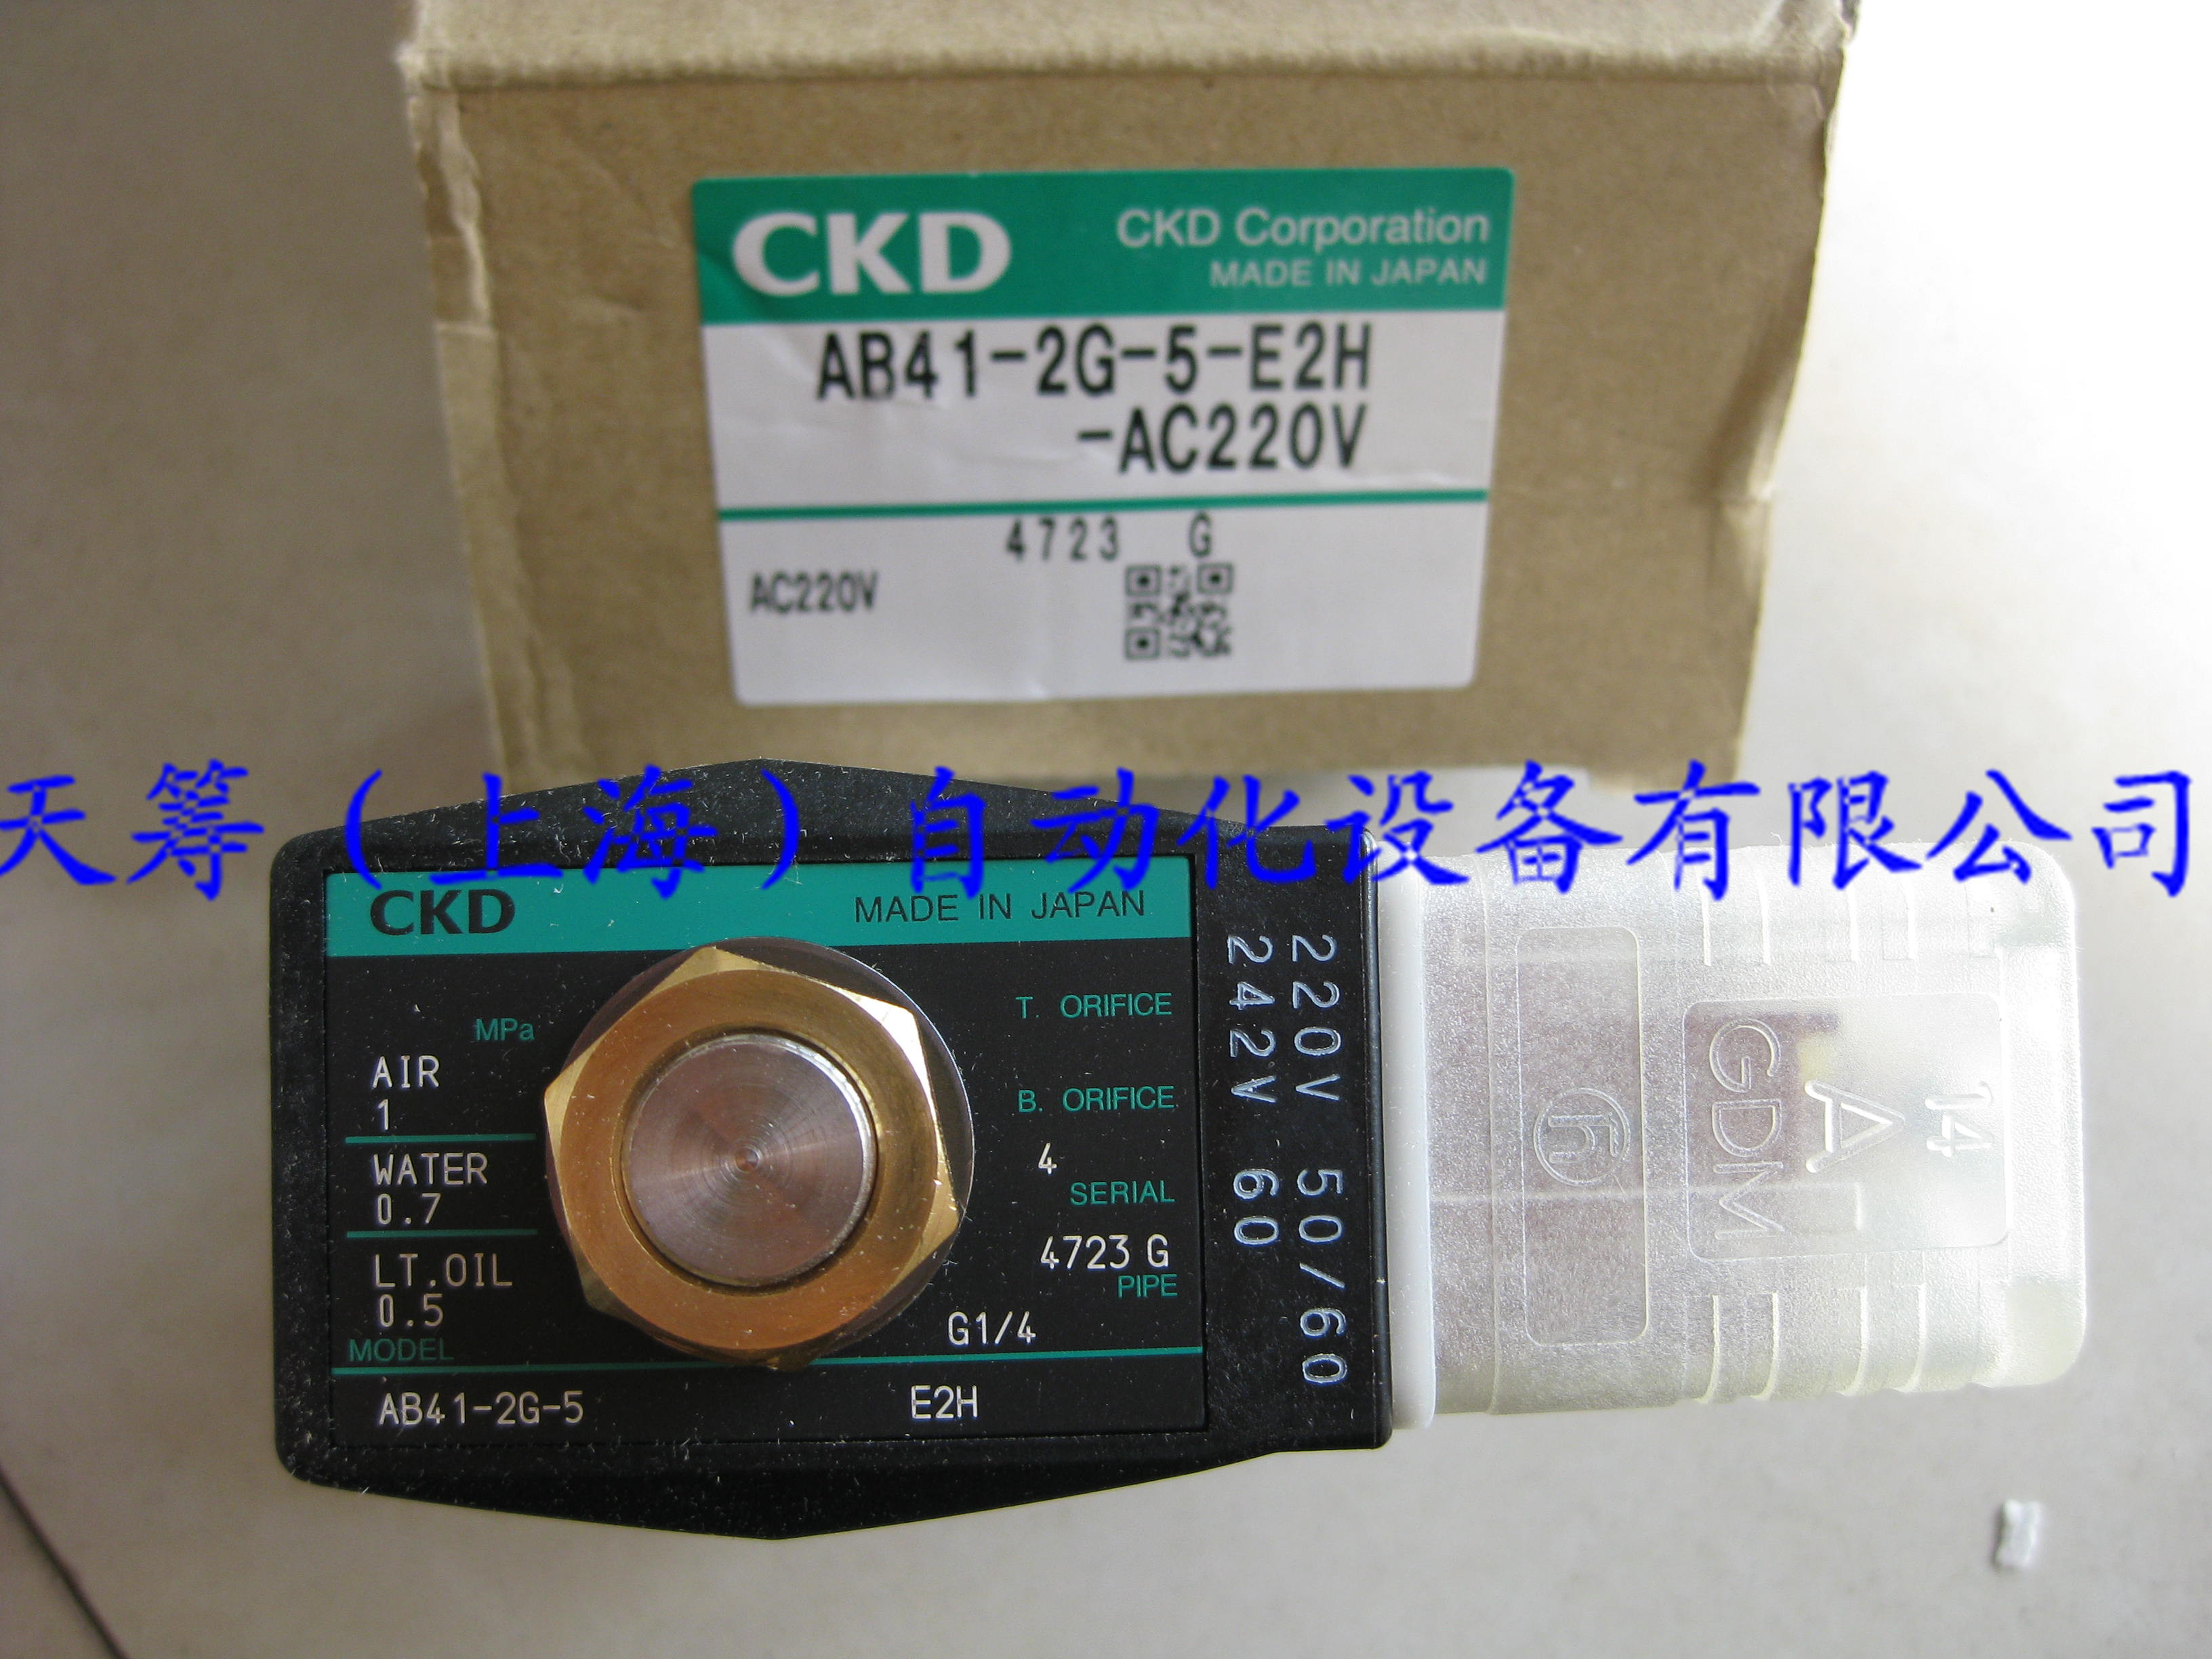 CKD
CKD Corporation
MADE IN JAPAN
AB41-2G-5-E2H
-AC220V
4723 G
AC220V
天筹（上海）自动化设备有限公司
CKD
MADE IN JAPAN
MPa
AIR
1
WATER
0.7
LT.OIL
0.5
T. ORIFICE
B. ORIFICE
4
SERIAL
4723 G
PIPE
G1/4
MODEL
AB41-2G-5 E2H
220V 50/60
242V 60
14
A
GDM
h